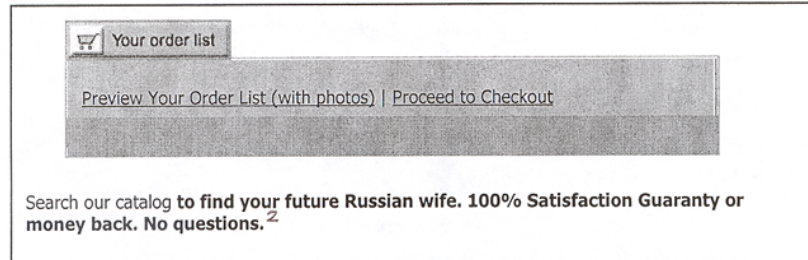 Your order list
Preview Your Order List (with photos) | Proceed to Checkout
Search our catalog to find your future Russian wife. 100% Satisfaction Guaranty or
money back. No questions.2